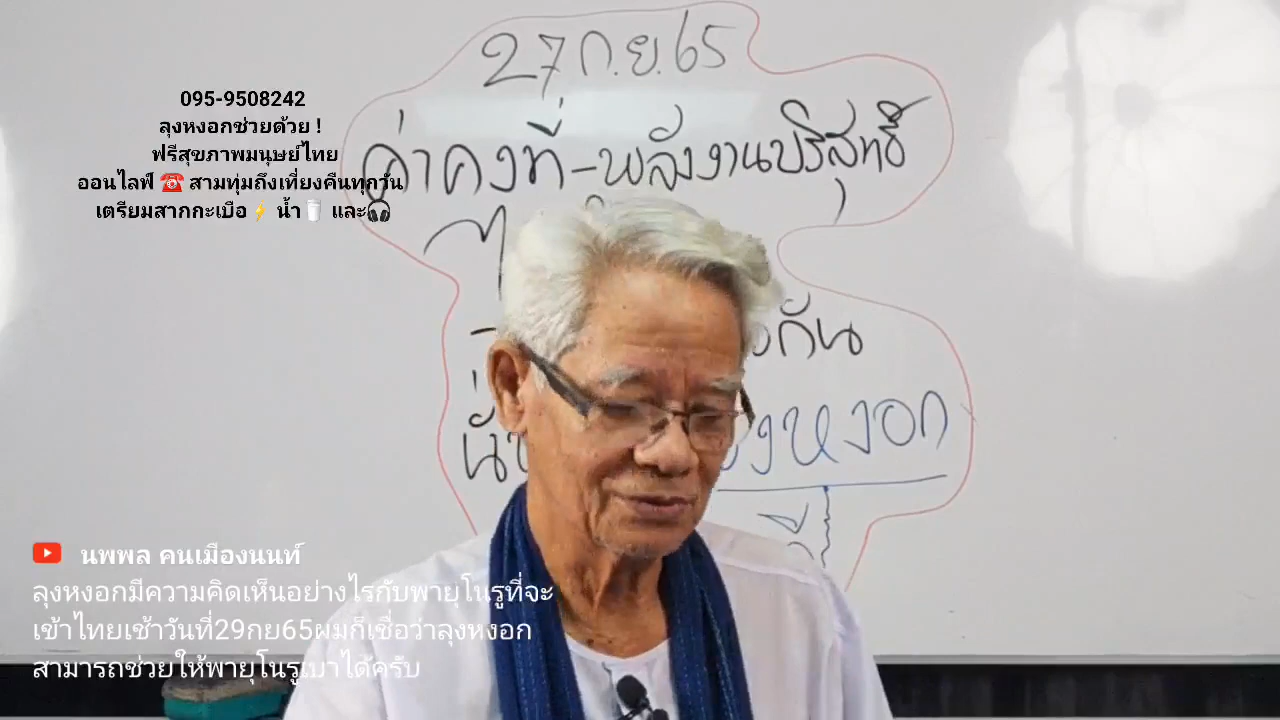 27 ก.ย.65
095-9508242
ลุงหงอกช่วยด้วย !
ฟรีสุขภาพมนุษย์ไทย
ออนไลฟ์ ☎️ สามทุ่มถึงเที่ยงคืนทุกวัน
เตรียมสากกะเบือ⚡ น้ำ🥛 และ🎧
ค่าคงที่-พลังงานบริสุทธิ์
กัน
หงอก
นพพล คนเมืองนนท์
ลุงหงอกมีความคิดเห็นอย่างไรกับพายุโนรูที่จะ
เข้าไทยเช้าวันที่29กย65ผมก็เชื่อว่าลุงหงอก
สามารถช่วยให้พายุโนรูเบาได้ครับ